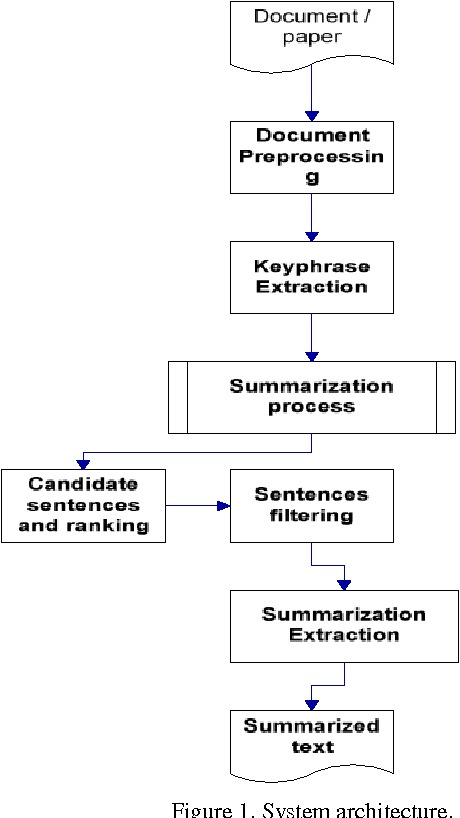 Document /
paper
Document
Preprocessin
g
Keyphrase
Extraction
Summarization
process
Candidate
sentences
and ranking
Sentences
filtering
Summarization
Extraction
Summarized
text
Figure 1. System architecture.